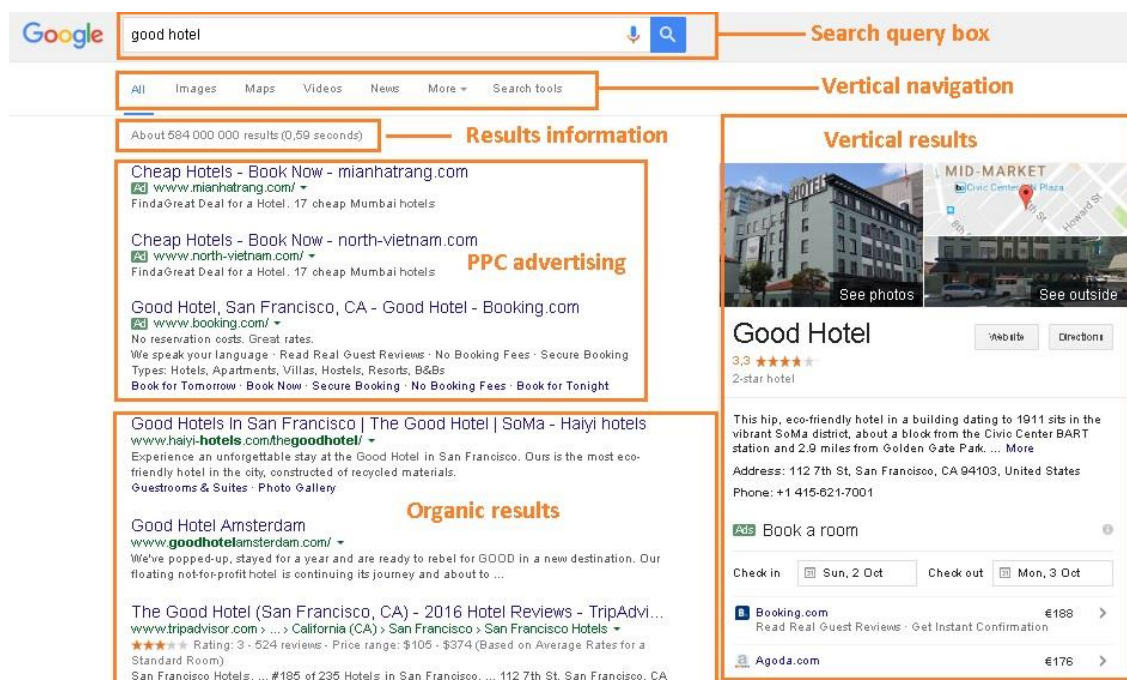 Google
good hotel
Search query box
All Images Maps Videos News More Search tools
Vertical navigation
About 584 000 000 results (0,59 seconds)
Results information
Cheap Hotels - Book Now - mianhatrang.com
Ad www.mianhatrang.com/
FindaGreat Deal for a Hotel. 17 cheap Mumbai hotels
Cheap Hotels - Book Now - north-vietnam.com
Ad www.north-vietnam.com/
FindaGreat Deal for a Hotel. 17 cheap Mumbai hotels
PPC advertising
Good Hotel, San Francisco, CA - Good Hotel - Booking.com
Ad www.booking.com/
No reservation costs. Great rates.
We speak your language · Read Real Guest Reviews · No Booking Fees · Secure Booking
Types: Hotels, Apartments, Villas, Hostels, Resorts, B&Bs
Book for Tomorrow · Book Now · Secure Booking · No Booking Fees · Book for Tonight
Good Hotels In San Francisco | The Good Hotel | SoMa - Haiyi hotels
www.haiyi-hotels.com/thegoodhotel/
Experience an unforgettable stay at the Good Hotel in San Francisco. Ours is the most eco-
friendly hotel in the city, constructed of recycled materials.
Guestrooms & Suites · Photo Gallery
Organic results
Good Hotel Amsterdam
www.goodhotelamsterdam.com/
We've popped-up, stayed for a year and are ready to rebel for GOOD in a new destination. Our
floating not-for-profit hotel is continuing its journey and about to ...
The Good Hotel (San Francisco, CA) - 2016 Hotel Reviews - TripAdvi...
www.tripadvisor.com › ... › California (CA) › San Francisco › San Francisco Hotels
Rating: 3 - 524 reviews - Price range: $105 - $374 (Based on Average Rates for a
Standard Room)
San Francisco Hotels, ... #185 of 235 Hotels in San Francisco. ... 112 7th St, San Francisco, CA
Vertical results
HOTEL
MID-MARKET
Civic Center
Plaza
8th
7th St
Howard St
See photos
See outside
Good Hotel
Website
Directions
3,3
2-star hotel
This hip, eco-friendly hotel in a building dating to 1911 sits in the
vibrant SoMa district, about a block from the Civic Center BART
station and 2.9 miles from Golden Gate Park. ... More
Address: 112 7th St, San Francisco, CA 94103, United States
Phone: +1 415-621-7001
Ads Book a room
Check in Sun, 2 Oct Check out Mon, 3 Oct
B. Booking.com €188
Read Real Guest Reviews · Get Instant Confirmation
Agoda.com €176